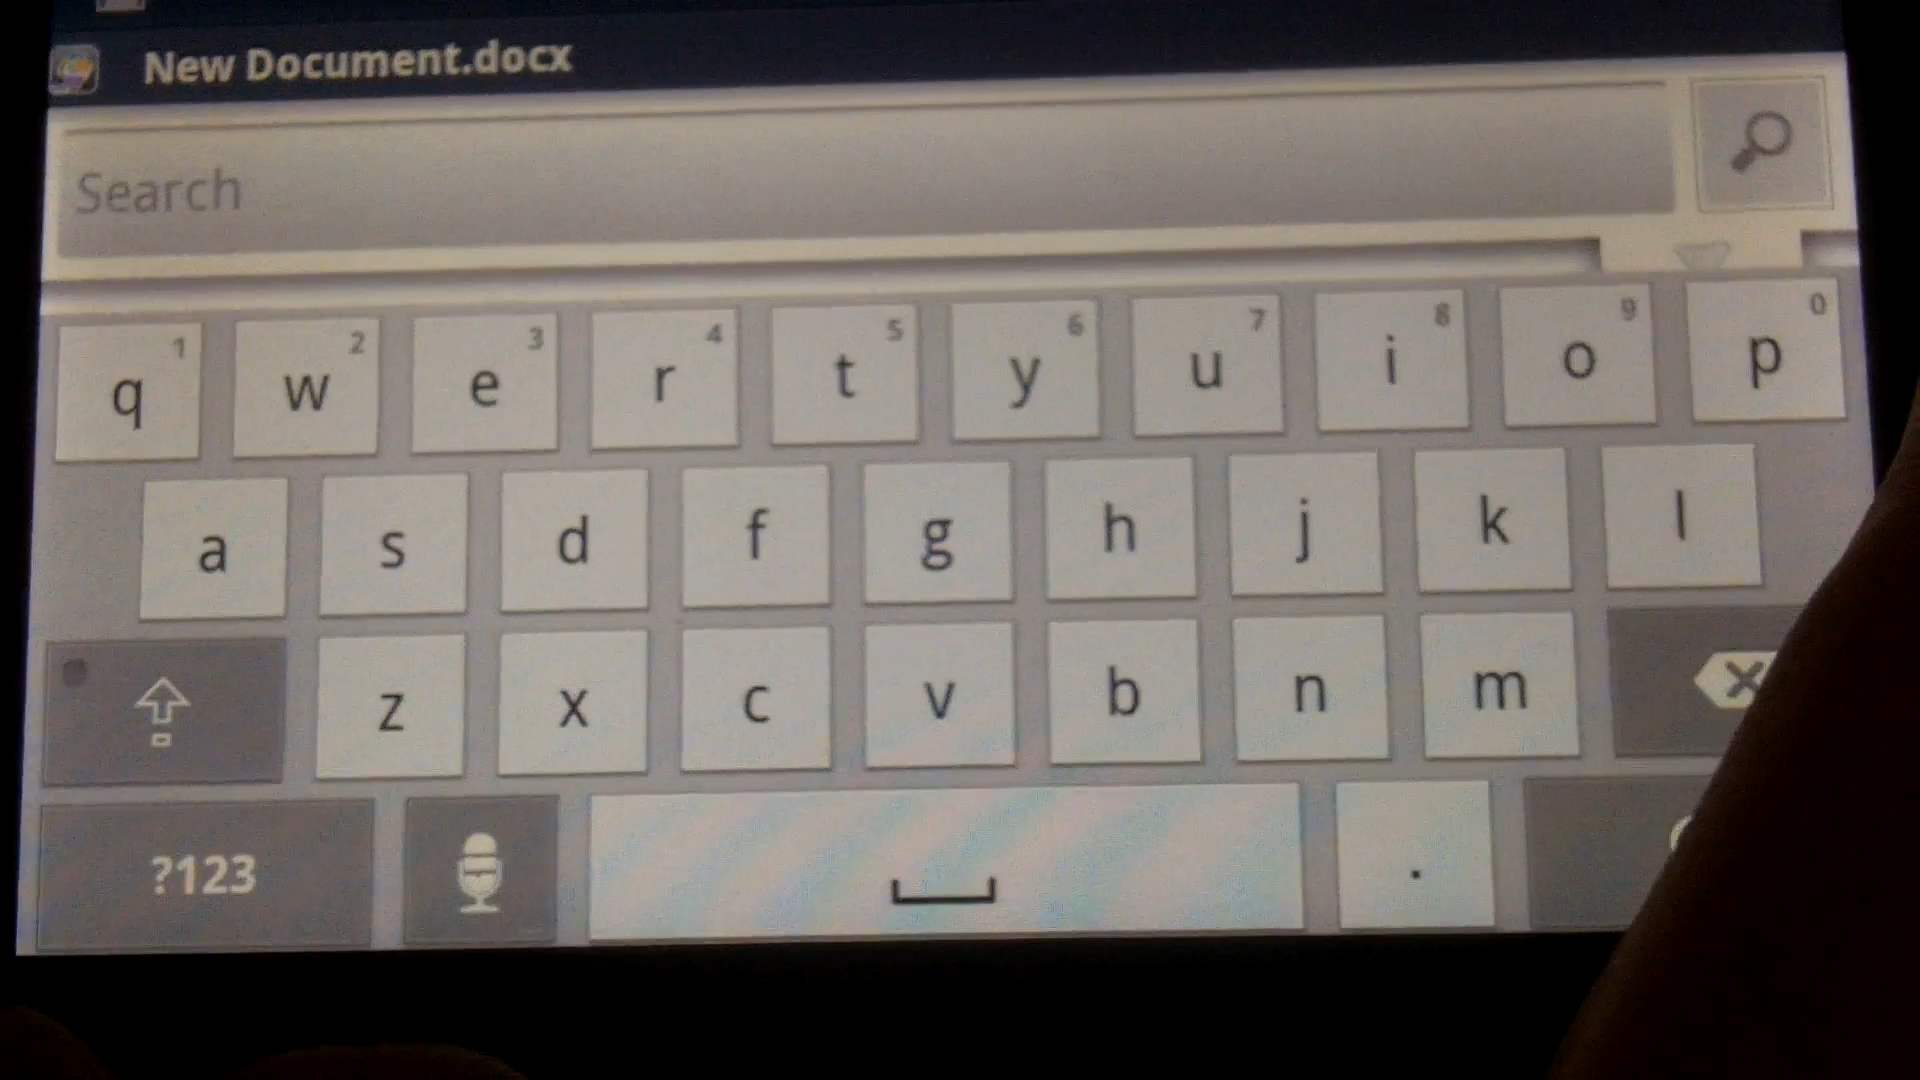 New Document.docx
Search
q 1 w 2 e 3 r 4 t 5 y 6 u 7 i 8 o 9 p 0
a s d f g h j k l
z x c v b n m
?123 .